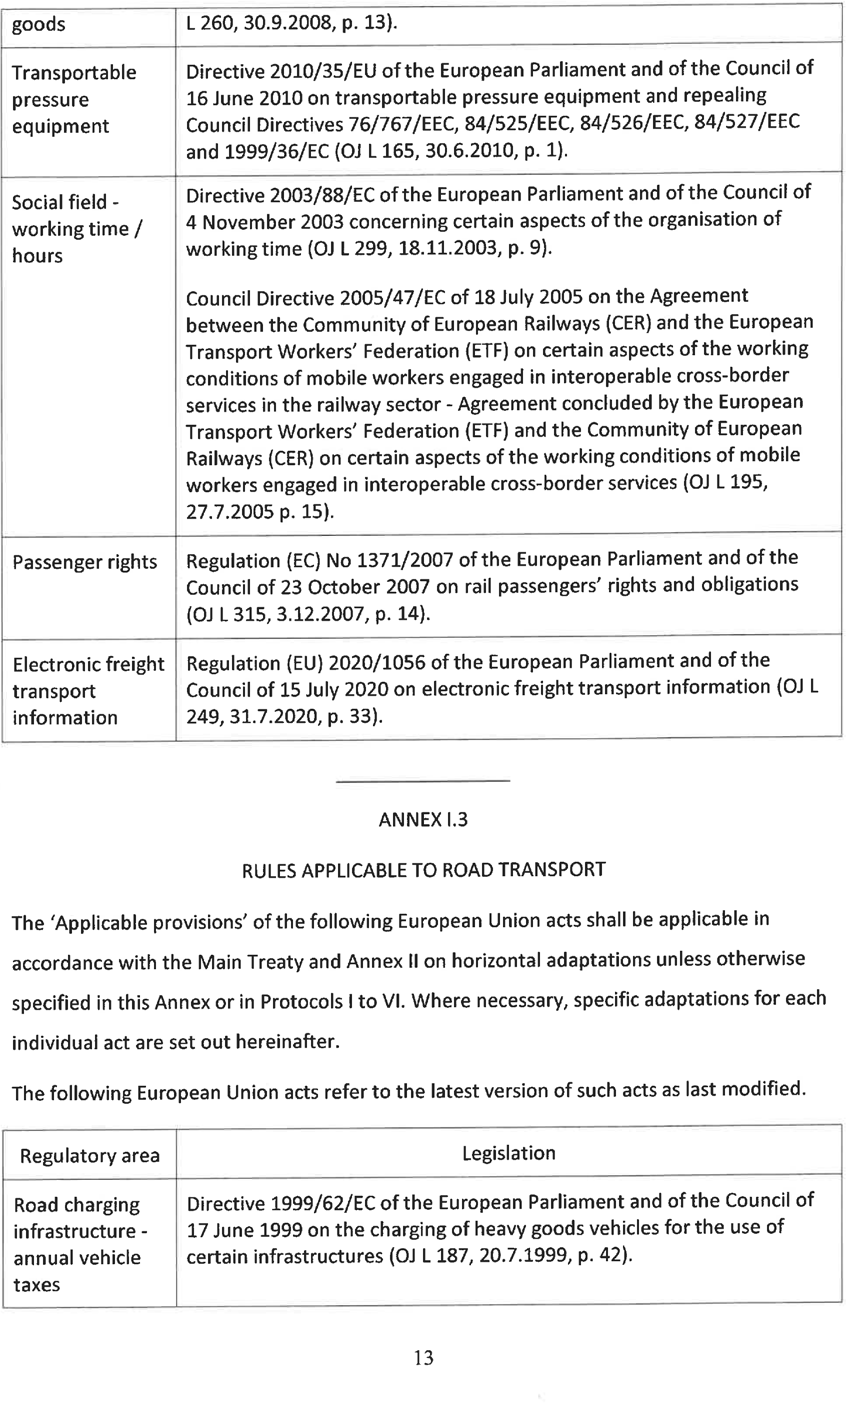 goods
L 260, 30.9.2008, p. 13).
Transportable
pressure
equipment
Directive 2010/35/EU of the European Parliament and of the Council of
16 June 2010 on transportable pressure equipment and repealing
Council Directives 76/767/EEC, 84/525/EEC, 84/526/EEC, 84/527/EEC
and 1999/36/EC (OJ L 165, 30.6.2010, p. 1).
Social field -
working time /
hours
Directive 2003/88/EC of the European Parliament and of the Council of
4 November 2003 concerning certain aspects of the organisation of
working time (OJ L 299, 18.11.2003, p. 9).
Council Directive 2005/47/EC of 18 July 2005 on the Agreement
between the Community of European Railways (CER) and the European
Transport Workers' Federation (ETF) on certain aspects of the working
conditions of mobile workers engaged in interoperable cross-border
services in the railway sector - Agreement concluded by the European
Transport Workers' Federation (ETF) and the Community of European
Railways (CER) on certain aspects of the working conditions of mobile
workers engaged in interoperable cross-border services (OJ L 195,
27.7.2005 p. 15).
Passenger rights
Regulation (EC) No 1371/2007 of the European Parliament and of the
Council of 23 October 2007 on rail passengers' rights and obligations
(OJ L 315, 3.12.2007, p. 14).
Electronic freight
transport
information
Regulation (EU) 2020/1056 of the European Parliament and of the
Council of 15 July 2020 on electronic freight transport information (OJ L
249, 31.7.2020, p. 33).
ANNEX I.3
RULES APPLICABLE TO ROAD TRANSPORT
The 'Applicable provisions' of the following European Union acts shall be applicable in
accordance with the Main Treaty and Annex II on horizontal adaptations unless otherwise
specified in this Annex or in Protocols I to VI. Where necessary, specific adaptations for each
individual act are set out hereinafter.
The following European Union acts refer to the latest version of such acts as last modified.
Regulatory area
Legislation
Road charging
infrastructure -
annual vehicle
taxes
Directive 1999/62/EC of the European Parliament and of the Council of
17 June 1999 on the charging of heavy goods vehicles for the use of
certain infrastructures (OJ L 187, 20.7.1999, p. 42).
13